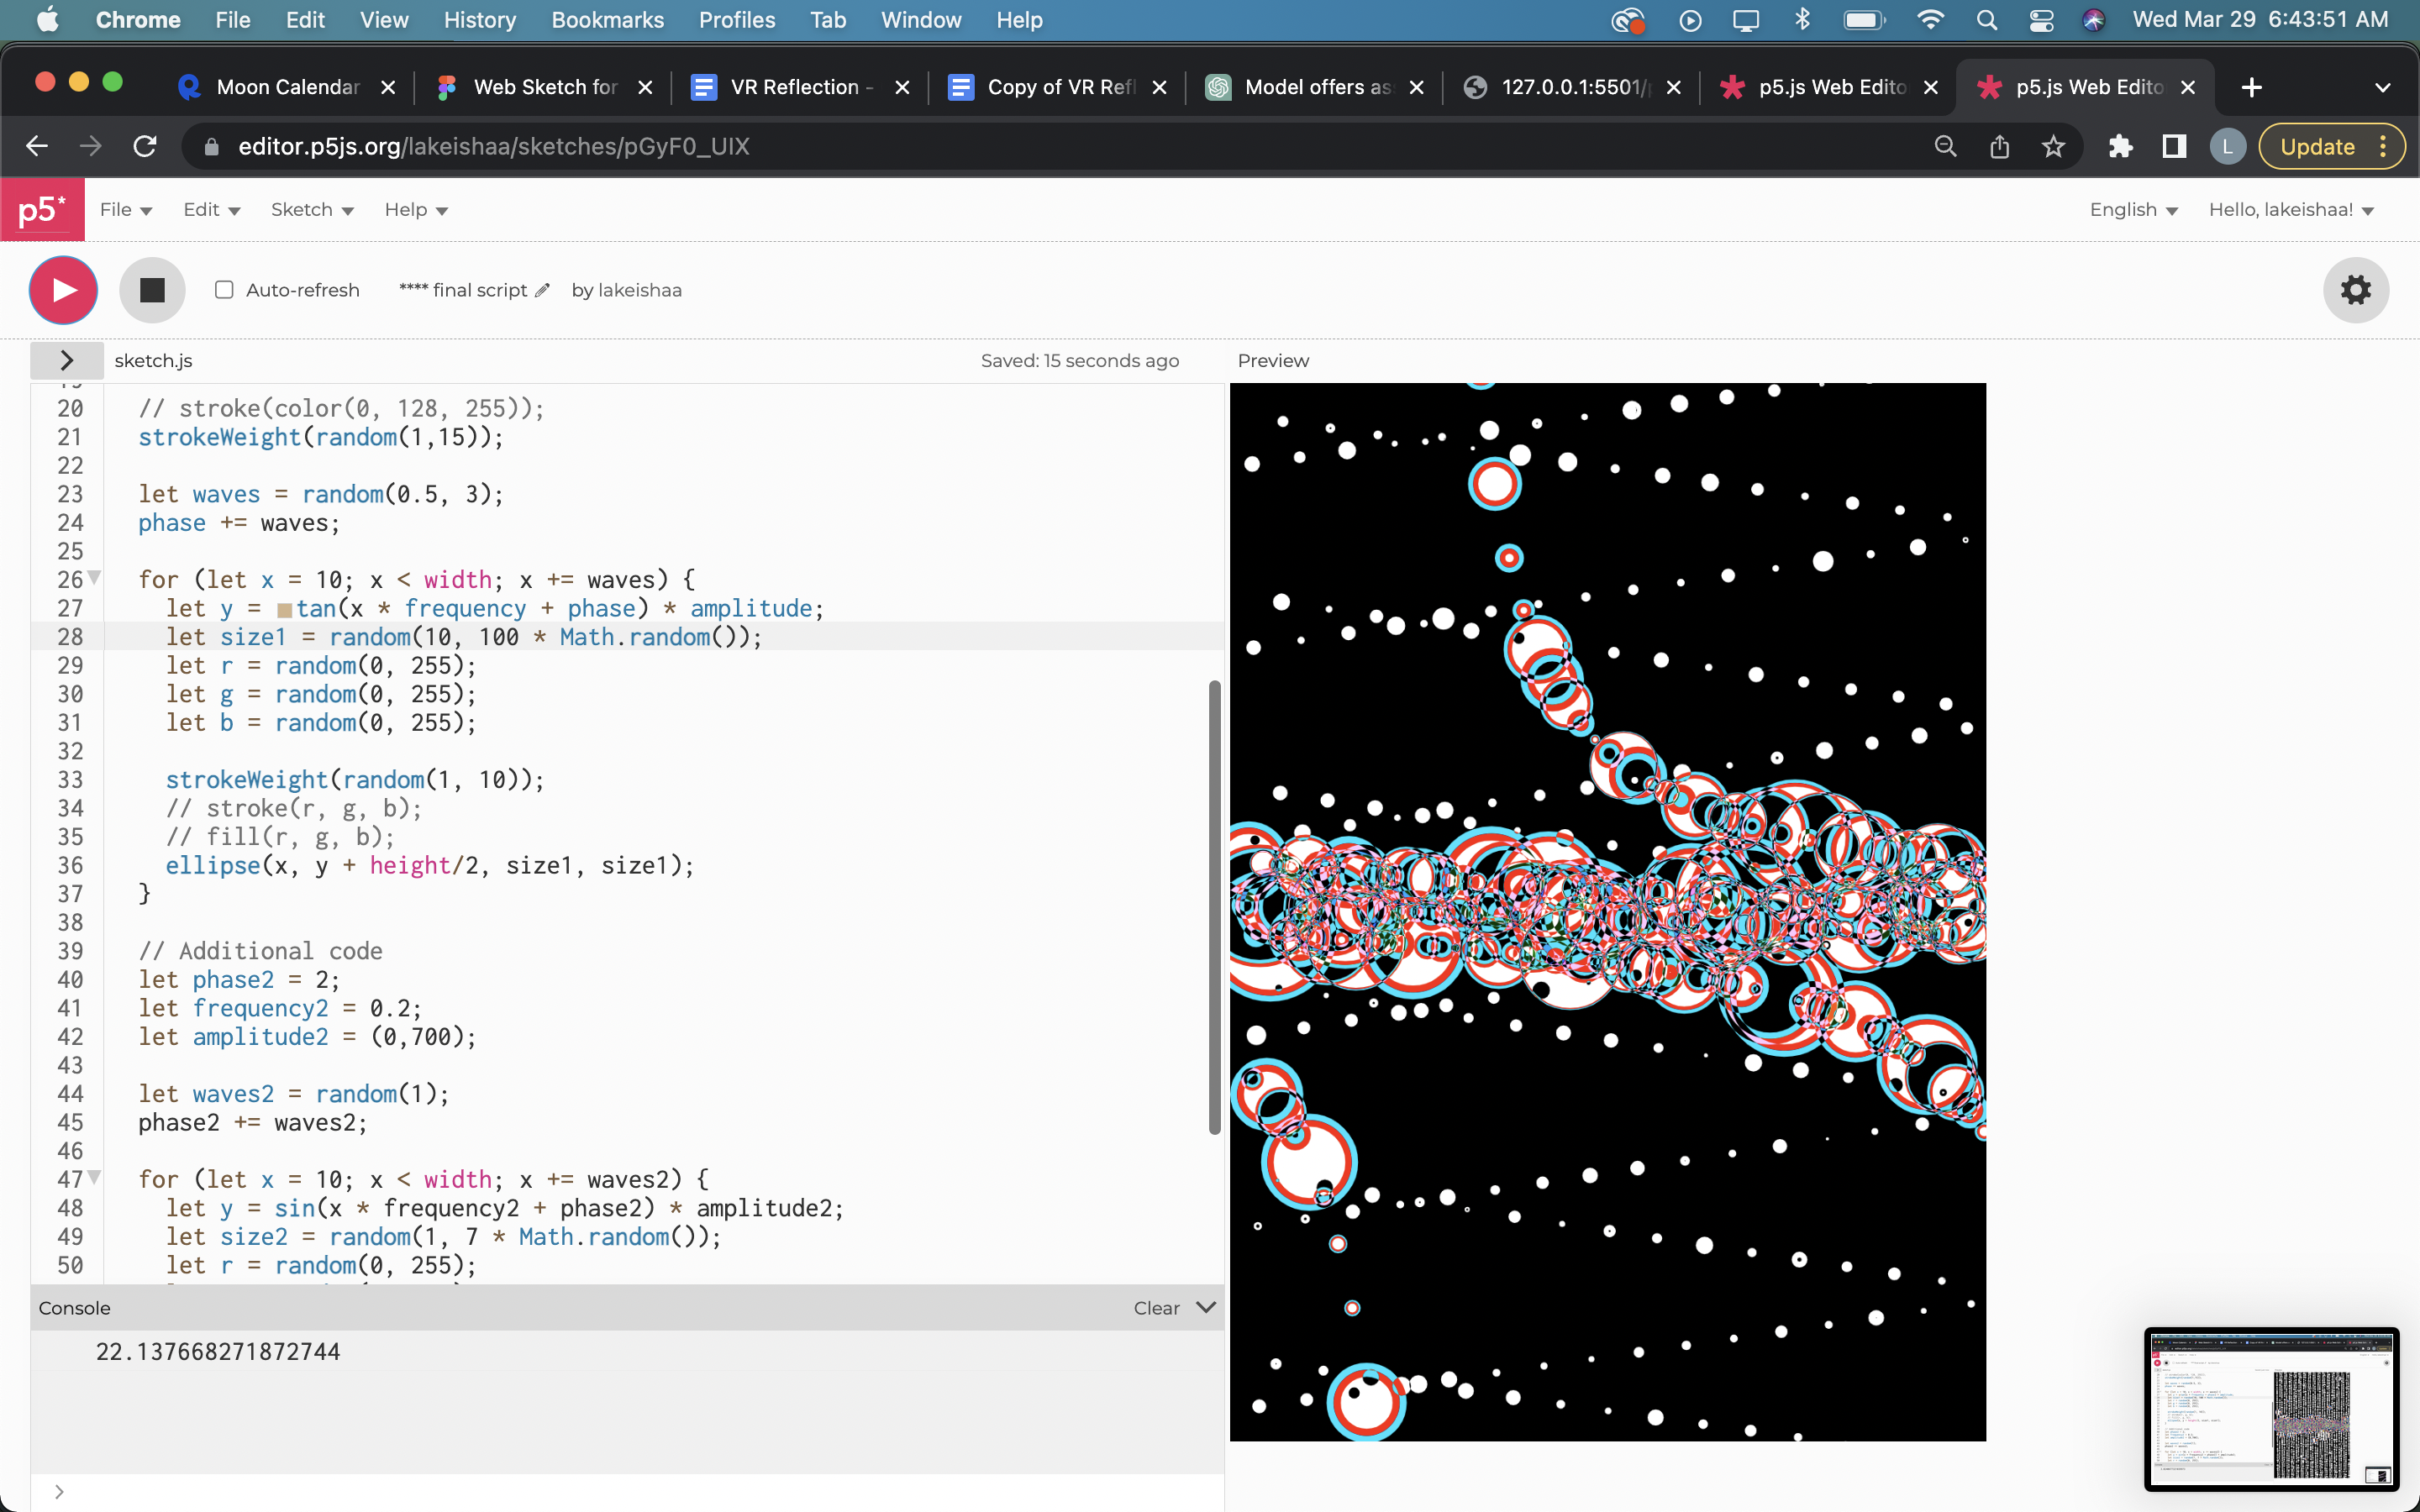 Chrome File Edit View History Bookmarks Profiles Tab Window Help Wed Mar 29 6:43:51 AM
Moon Calendar Web Sketch for VR Reflection - Copy of VR Refl Model offers as 127.0.0.1:5501/ p5.js Web Edito p5.js Web Edito
editor.p5js.org/lakeishaa/sketches/pGyF0_UIX L Update
p5* File Edit Sketch Help English Hello, lakeishaa!
Auto-refresh **** final script by lakeishaa
sketch.js Saved: 15 seconds ago Preview
20 // stroke(color(0, 128, 255));
21 strokeWeight(random(1,15));
22
23 let waves = random(0.5, 3);
24 phase += waves;
25
26 for (let x = 10; x < width; x += waves) {
27 let y = tan(x * frequency + phase) * amplitude;
28 let size1 = random(10, 100 * Math.random());
29 let r = random(0, 255);
30 let g = random(0, 255);
31 let b = random(0, 255);
32
33 strokeWeight(random(1, 10));
34 // stroke(r, g, b);
35 // fill(r, g, b);
36 ellipse(x, y + height/2, size1, size1);
37 }
38
39 // Additional code
40 let phase2 = 2;
41 let frequency2 = 0.2;
42 let amplitude2 = (0,700);
43
44 let waves2 = random(1);
45 phase2 += waves2;
46
47 for (let x = 10; x < width; x += waves2) {
48 let y = sin(x * frequency2 + phase2) * amplitude2;
49 let size2 = random(1, 7 * Math.random());
50 let r = random(0, 255);
Console Clear
22.137668271872744